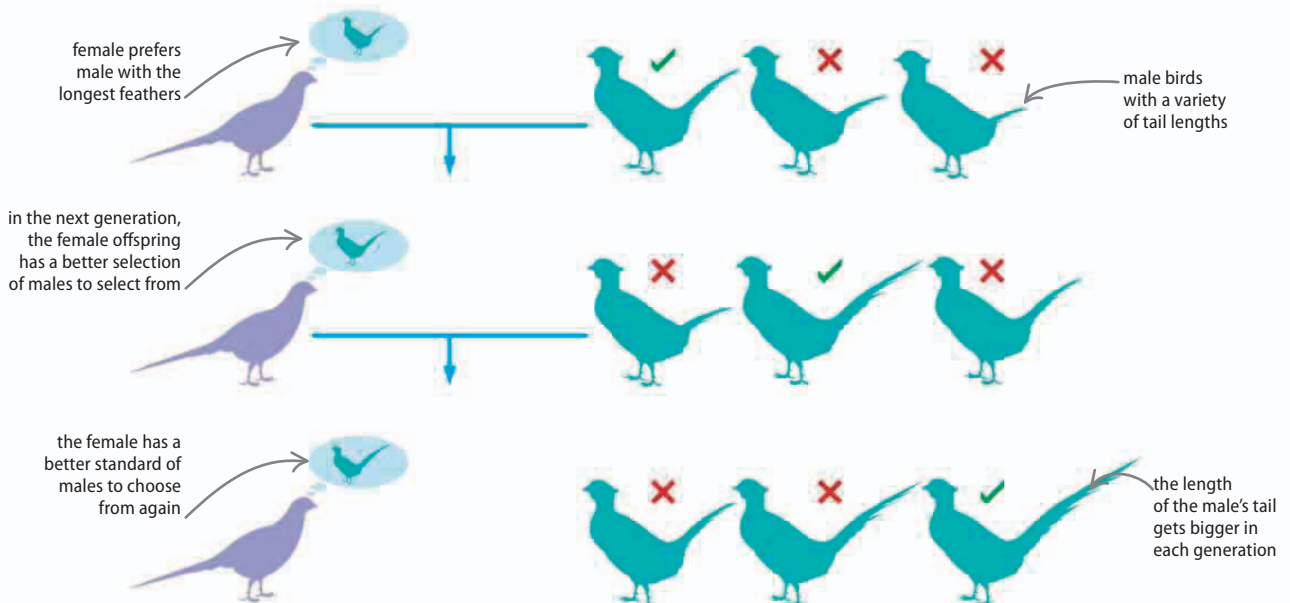 female prefers
male with the
longest feathers
male birds
with a variety
of tail lengths
in the next generation,
the female offspring
has a better selection
of males to select from
the female has a
better standard of
males to choose
from again
the length
of the male's tail
gets bigger in
each generation